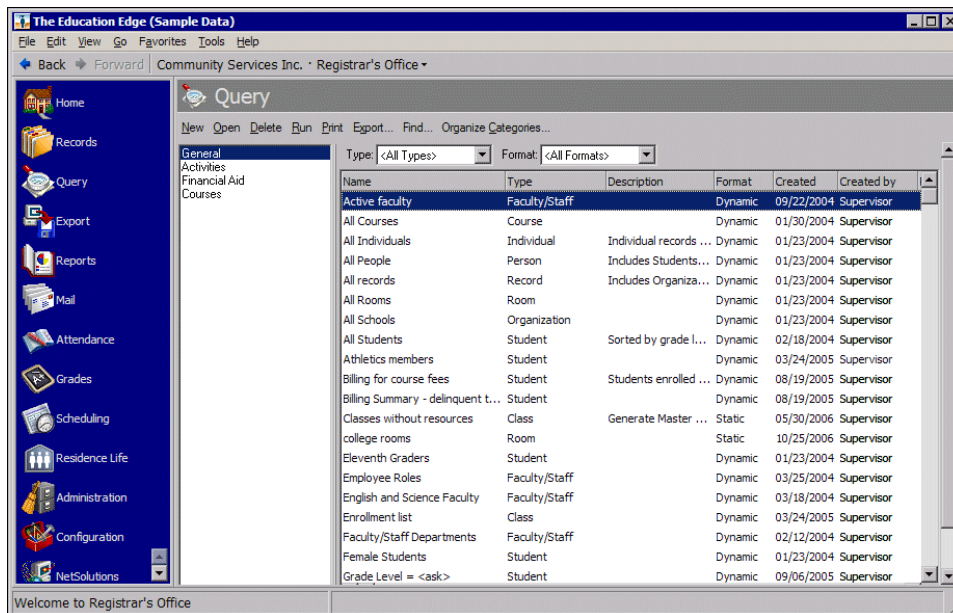 The Education Edge (Sample Data)
File Edit View Go Favorites Tools Help
Back Forward Community Services Inc. · Registrar's Office
Home
Records
Query
Export
Reports
Mail
Attendance
Grades
Scheduling
Residence Life
Administration
Configuration
NetSolutions
Query
New Open Delete Run Print Export... Find... Organize Categories...
General
Activities
Financial Aid
Courses
Type: <All Types> Format: <All Formats>
Name Type Description Format Created Created by
Active faculty Faculty/Staff Dynamic 09/22/2004 Supervisor
All Courses Course Dynamic 01/30/2004 Supervisor
All Individuals Individual Individual records ... Dynamic 01/23/2004 Supervisor
All People Person Includes Students... Dynamic 01/23/2004 Supervisor
All records Record Includes Organiza... Dynamic 01/23/2004 Supervisor
All Rooms Room Dynamic 01/23/2004 Supervisor
All Schools Organization Dynamic 01/23/2004 Supervisor
All Students Student Sorted by grade l... Dynamic 02/18/2004 Supervisor
Athletics members Student Dynamic 03/24/2005 Supervisor
Billing for course fees Student Students enrolled ... Dynamic 08/19/2005 Supervisor
Billing Summary - delinquent t... Student Dynamic 08/19/2005 Supervisor
Classes without resources Class Generate Master ... Static 05/30/2006 Supervisor
college rooms Room Static 10/25/2006 Supervisor
Eleventh Graders Student Dynamic 01/23/2004 Supervisor
Employee Roles Faculty/Staff Dynamic 03/25/2004 Supervisor
English and Science Faculty Faculty/Staff Dynamic 03/18/2004 Supervisor
Enrollment list Class Dynamic 03/24/2005 Supervisor
Faculty/Staff Departments Faculty/Staff Dynamic 02/12/2004 Supervisor
Female Students Student Dynamic 01/23/2004 Supervisor
Grade Level = <ask> Student Dynamic 09/06/2005 Supervisor
Welcome to Registrar's Office